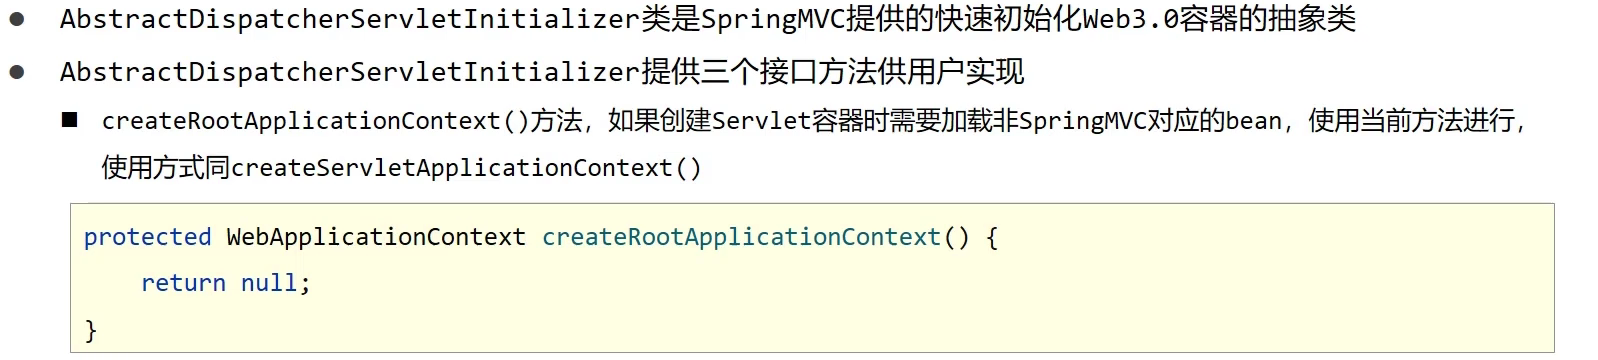 ● AbstractDispatcherServletInitializer类是SpringMVC提供的快速初始化Web3.0容器的抽象类
● AbstractDispatcherServletInitializer提供三个接口方法供用户实现
■ createRootApplicationContext()方法，如果创建Servlet容器时需要加载非SpringMVC对应的bean，使用当前方法进行，
使用方式同createServletApplicationContext()
protected WebApplicationContext createRootApplicationContext() {
    return null;
}